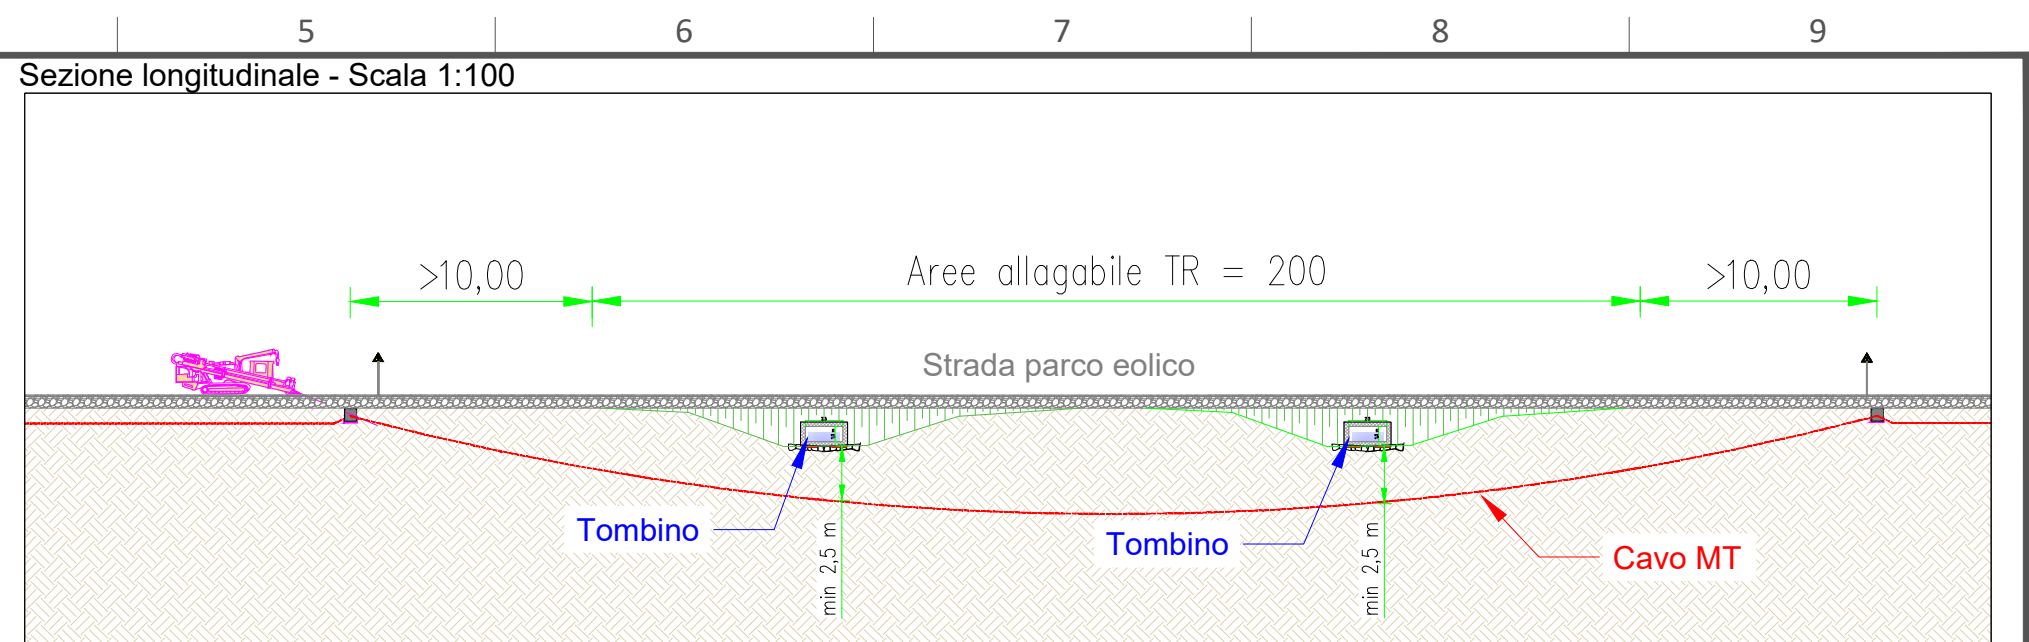 5 6 7 8 9
Sezione longitudinale - Scala 1:100
>10,00 Aree allagabile TR = 200 >10,00
Strada parco eolico
Tombino
Tombino
Cavo MT
min 2,5 m
min 2,5 m